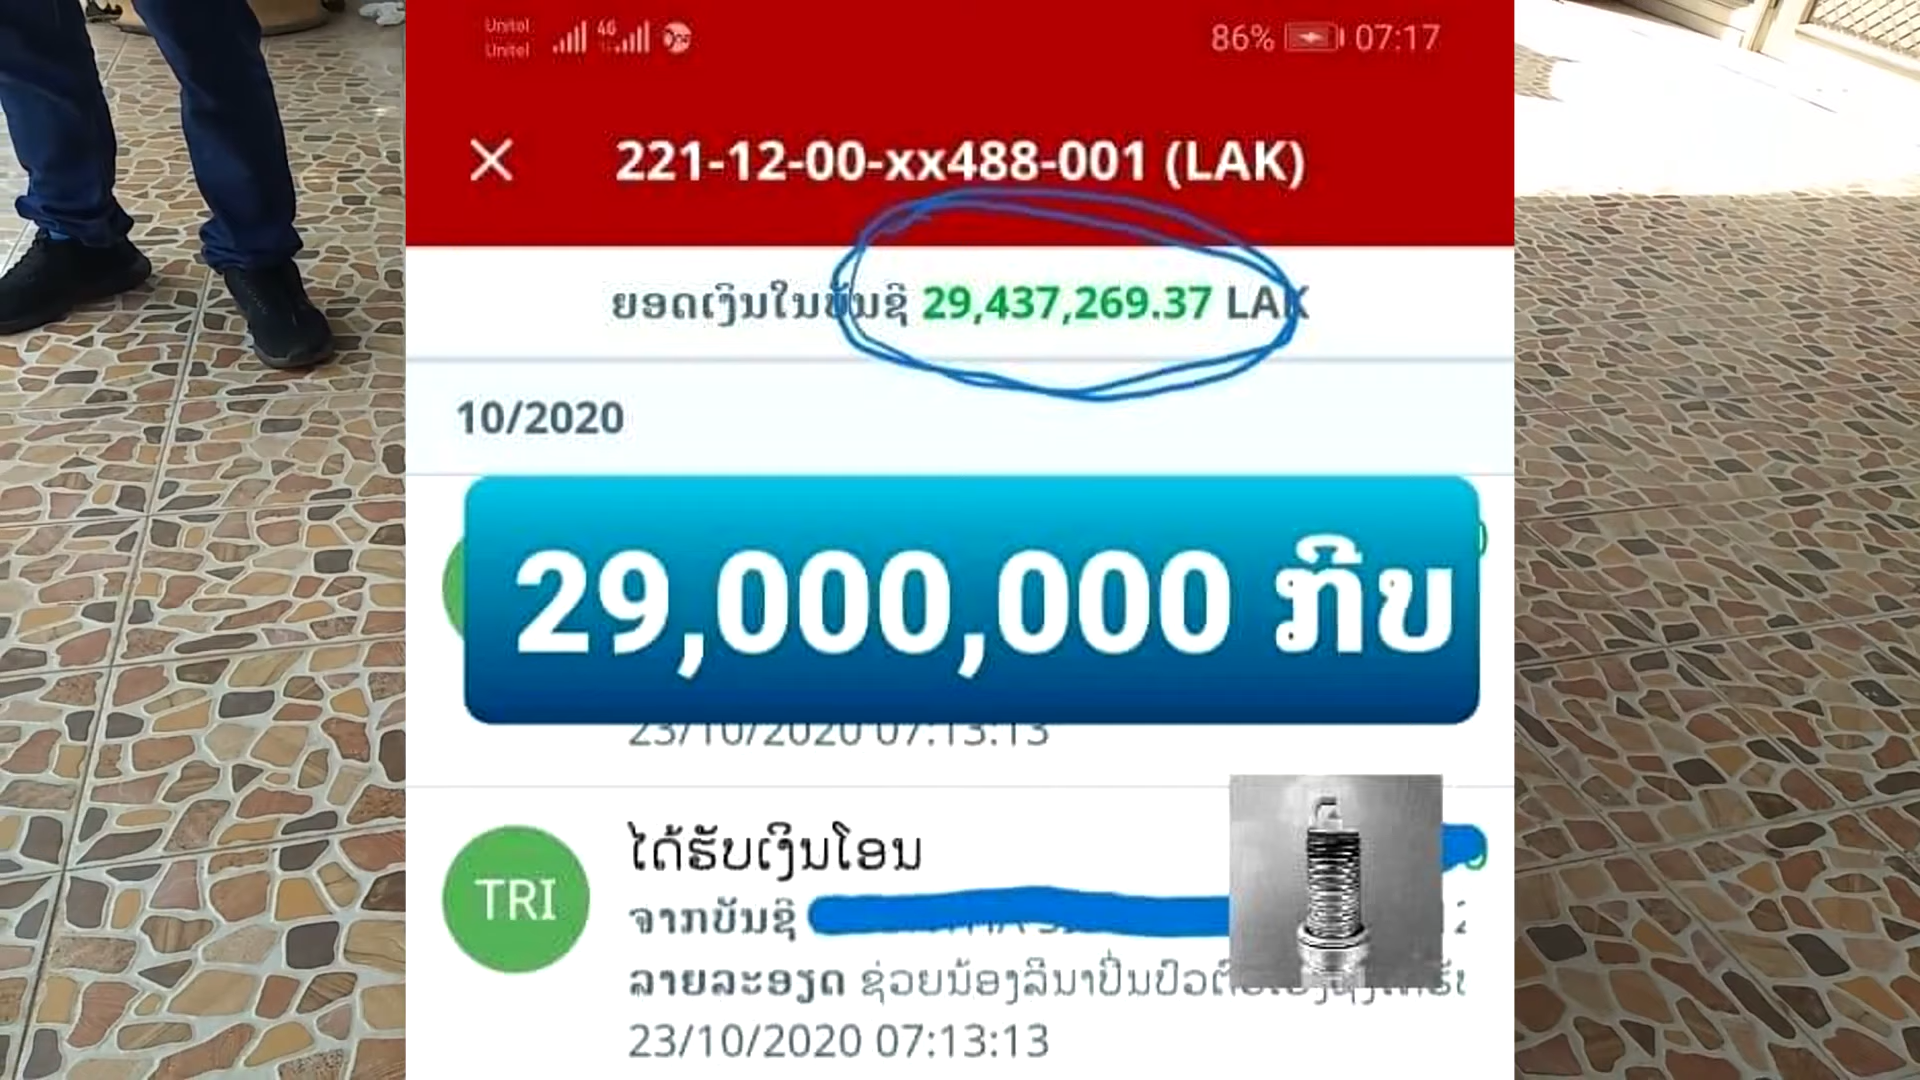 Unitel
Unitel
4G
86%
07:17
221-12-00-xx488-001 (LAK)
ຍອດເງິນໃນບັນຊີ 29,437,269.37 LAK
10/2020
29,000,000 ກີບ
23/10/2020 07:13:13
TRI
ໄດ້ຮັບເງິນໂອນ
ຈາກບັນຊີ
ລາຍລະອຽດ ຊ່ວຍນ້ອງລີນາປິ່ນປົວຕົ
23/10/2020 07:13:13